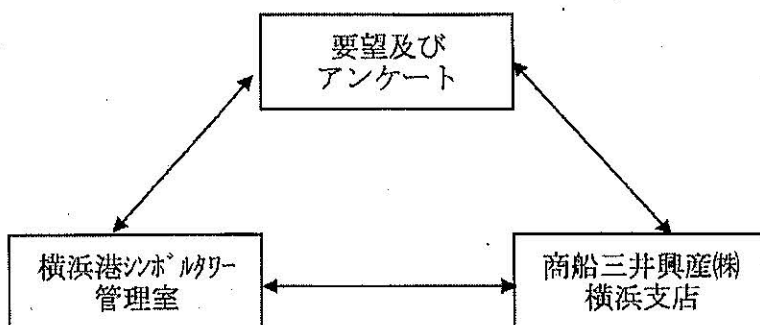 要望及び
アンケート
横浜港ｼﾝﾎﾞﾙﾀﾜｰ
管理室
商船三井興産㈱
横浜支店